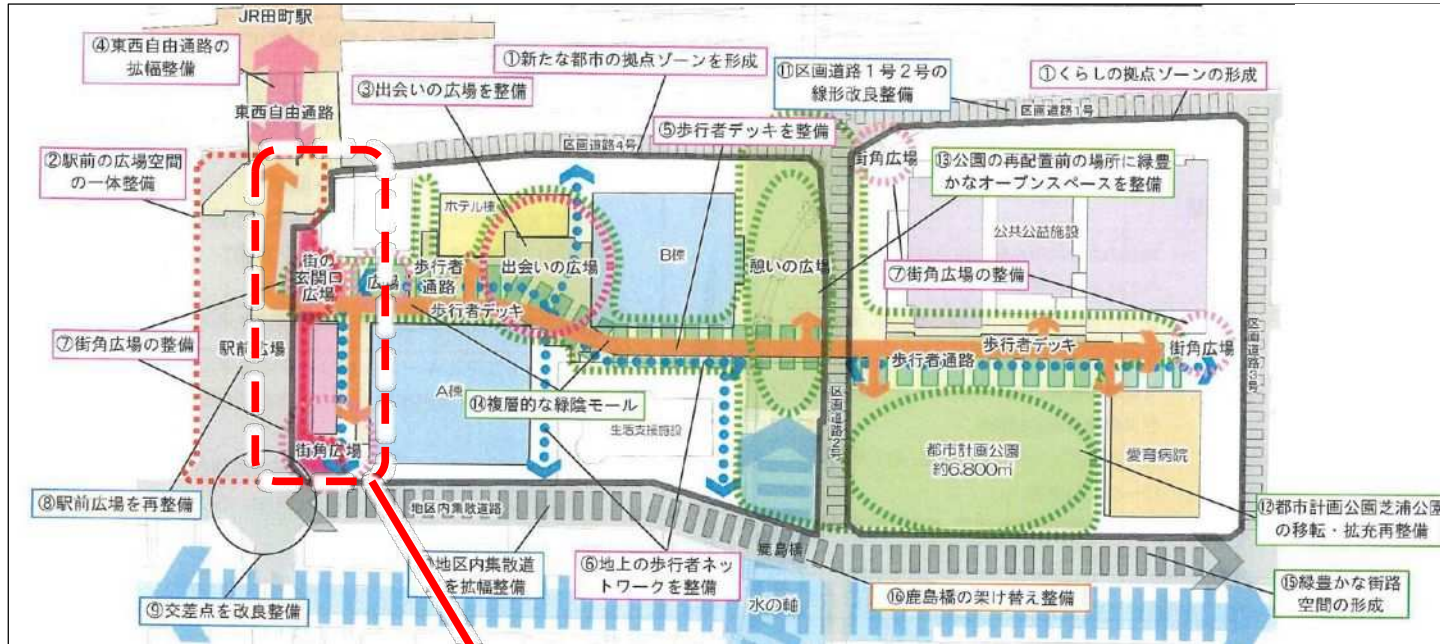 JR田町駅
④東西自由通路の
拡幅整備
①新たな都市の拠点ゾーンを形成
⑪区画道路1号2号の
線形改良整備
①くらしの拠点ゾーンの形成
③出会いの広場を整備
東西自由通路
⑤歩行者デッキを整備
区画道路1号
区画道路4号
②駅前の広場空間
の一体整備
街角広場
⑬公園の再配置前の場所に緑豊
かなオープンスペースを整備
ホテル棟
公共公益施設
B棟
街の
玄関口
広場
広場
歩行者
通路
出会いの広場
憩いの広場
⑦街角広場の整備
歩行者デッキ
歩行者デッキ
街角広場
区画道路3号
⑦街角広場の整備
駅前広場
歩行者通路
A棟
⑭複層的な緑陰モール
区画道路2号
生活支援施設
街角広場
都市計画公園
約6,800㎡
愛育病院
⑧駅前広場を再整備
地区内集散道路
⑫都市計画公園芝浦公園
の移転・拡充再整備
鹿島橋
地区内集散道
を拡幅整備
⑥地上の歩行者ネッ
トワークを整備
⑮緑豊かな街路
空間の形成
⑨交差点を改良整備
水の軸
⑯鹿島橋の架け替え整備